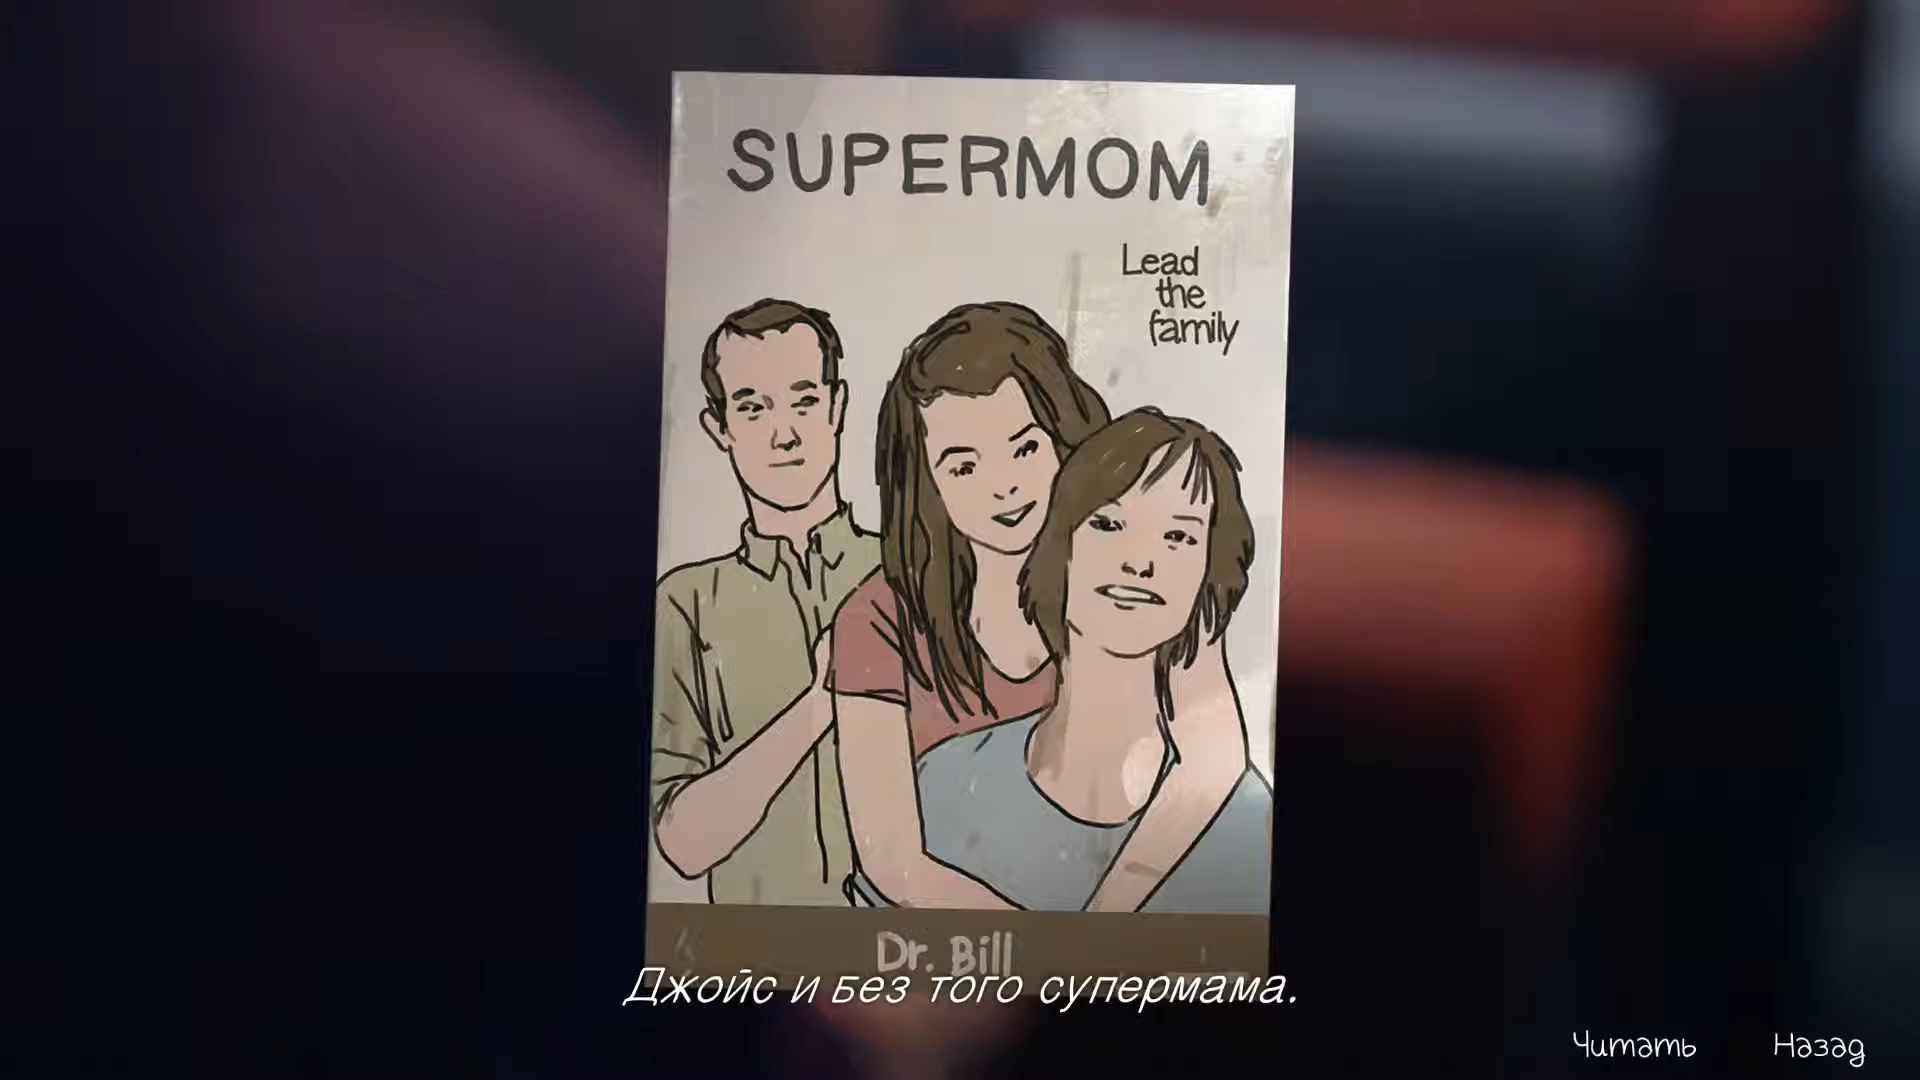 SUPERMOM
Lead
the
family
Dr. Bill
Джойс и без того супермама.
Читать Назад